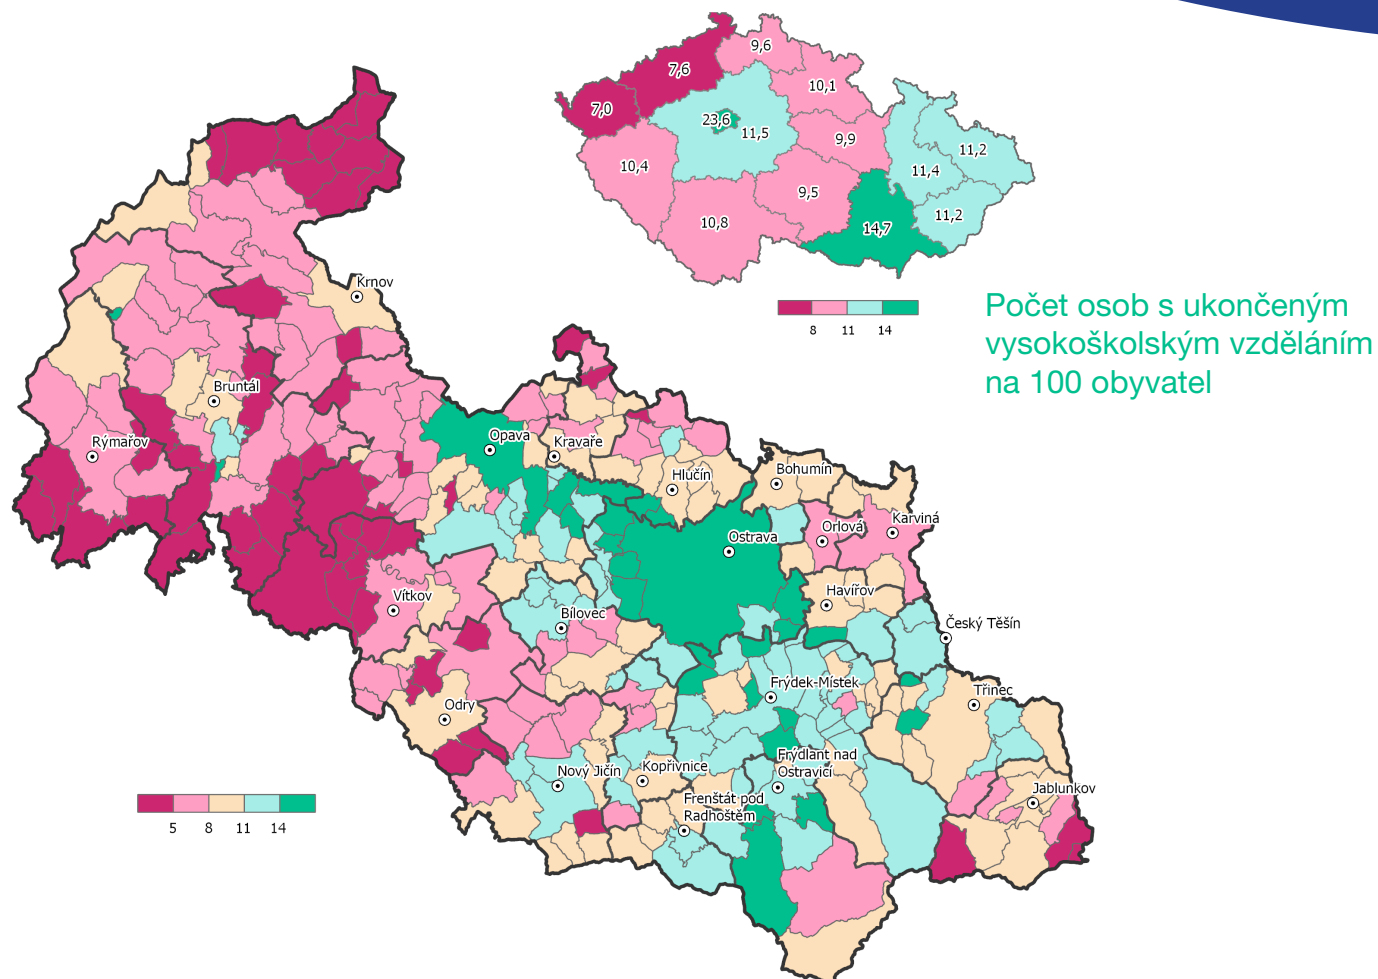 9,6
7,6
10,1
7,0
23,6
11,5
9,9
11,2
10,4
11,4
9,5
11,2
10,8
14,7
8 11 14
Počet osob s ukončeným
vysokoškolským vzděláním
na 100 obyvatel
Krnov
Bruntál
Rýmařov
Opava
Kravaře
Hlučín
Bohumín
Orlová
Karviná
Ostrava
Havířov
Vítkov
Bílovec
Český Těšín
Frýdek-Místek
Třinec
Odry
Nový Jičín
Kopřivnice
Frýdlant nad
Ostravicí
Frenštát pod
Radhoštěm
Jablunkov
5 8 11 14